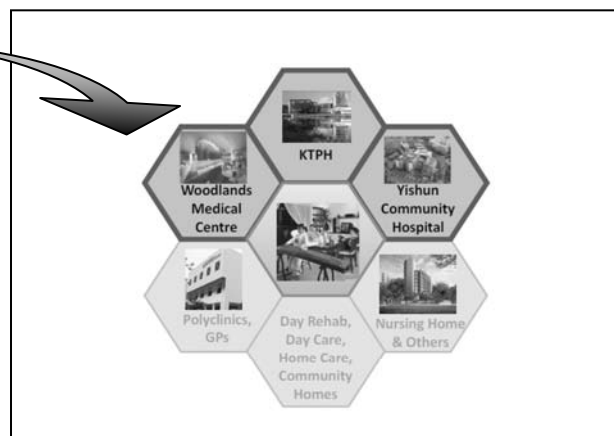 KTPH
Woodlands
Medical
Centre
Yishun
Community
Hospital
Polyclinics,
GPs
Day Rehab,
Day Care,
Home Care,
Community
Homes
Nursing Home
& Others